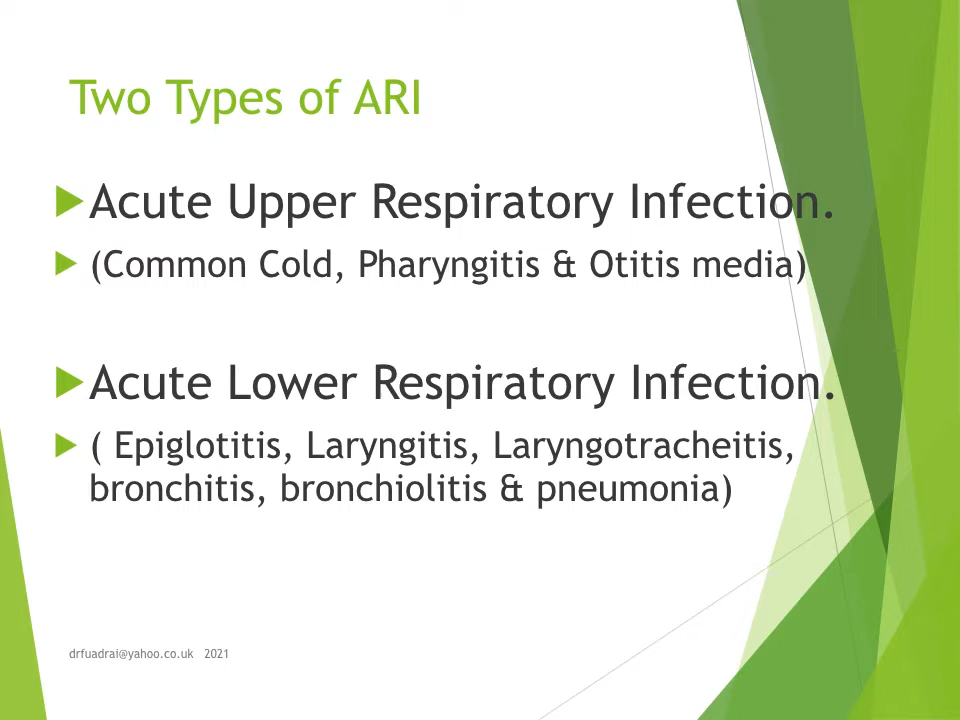 Two Types of ARI
Acute Upper Respiratory Infection.
(Common Cold, Pharyngitis & Otitis media)
Acute Lower Respiratory Infection.
( Epiglotitis, Laryngitis, Laryngotracheitis,
bronchitis, bronchiolitis & pneumonia)
drfuadrai@yahoo.co.uk 2021